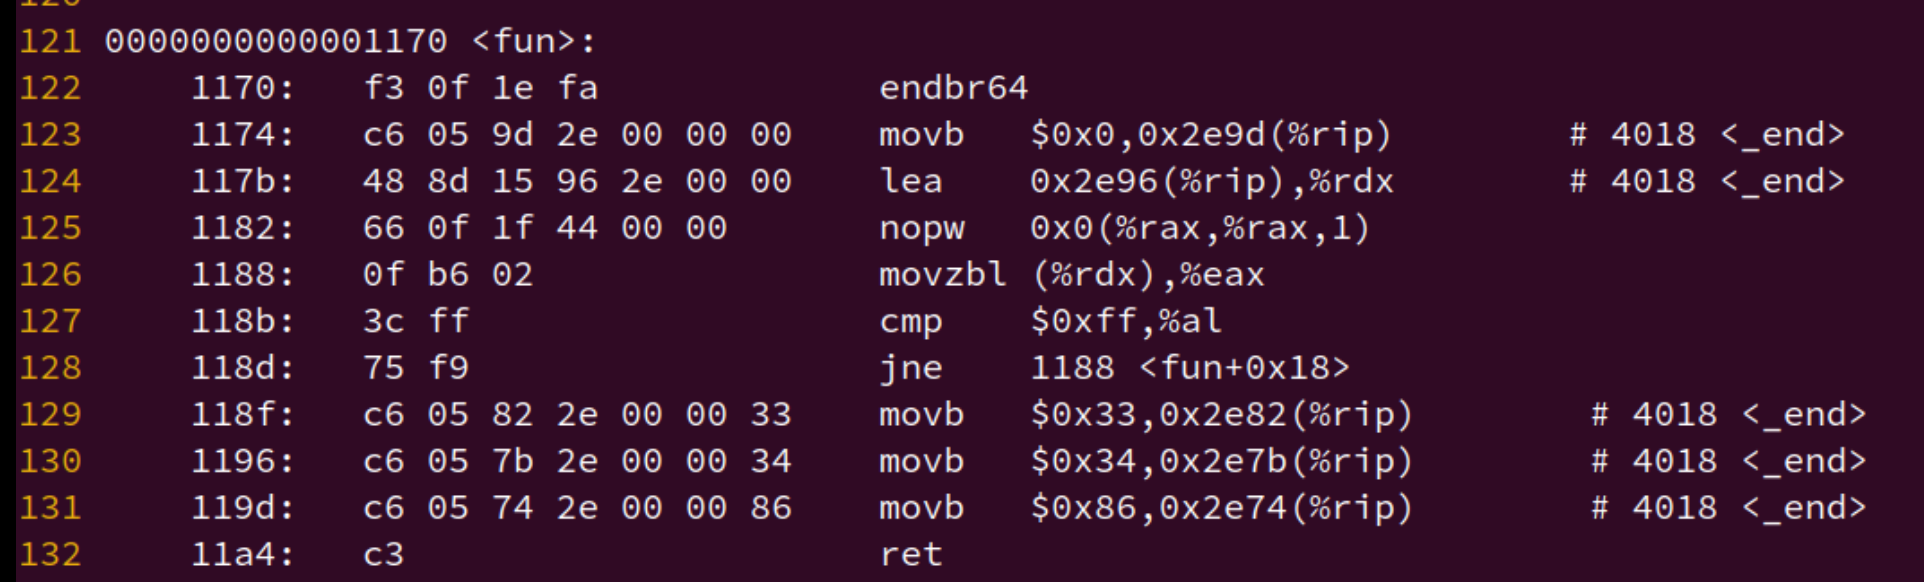 121 0000000000001170 <fun>:
122     1170:   f3 0f 1e fa             endbr64
123     1174:   c6 05 9d 2e 00 00 00    movb   $0x0,0x2e9d(%rip)        # 4018 <_end>
124     117b:   48 8d 15 96 2e 00 00    lea    0x2e96(%rip),%rdx        # 4018 <_end>
125     1182:   66 0f 1f 44 00 00       nopw   0x0(%rax,%rax,1)
126     1188:   0f b6 02                movzbl (%rdx),%eax
127     118b:   3c ff                   cmp    $0xff,%al
128     118d:   75 f9                   jne    1188 <fun+0x18>
129     118f:   c6 05 82 2e 00 00 33    movb   $0x33,0x2e82(%rip)        # 4018 <_end>
130     1196:   c6 05 7b 2e 00 00 34    movb   $0x34,0x2e7b(%rip)        # 4018 <_end>
131     119d:   c6 05 74 2e 00 00 86    movb   $0x86,0x2e74(%rip)        # 4018 <_end>
132     11a4:   c3                      ret